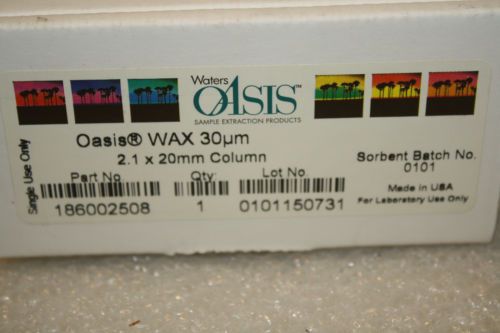 Waters
OASIS™
SAMPLE EXTRACTION PRODUCTS
Oasis® WAX 30µm
2.1 x 20mm Column
Single Use Only
Part No Qty: Lot No
186002508 1 0101150731
Sorbent Batch No.
0101
Made in USA
For Laboratory Use Only